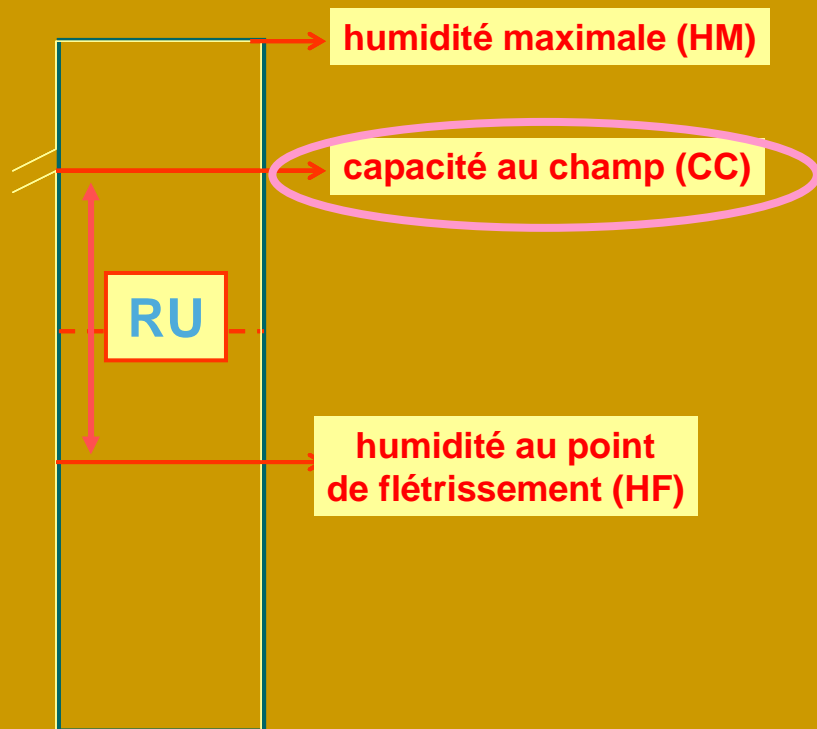 humidité maximale (HM)
capacité au champ (CC)
RU
humidité au point
de flétrissement (HF)